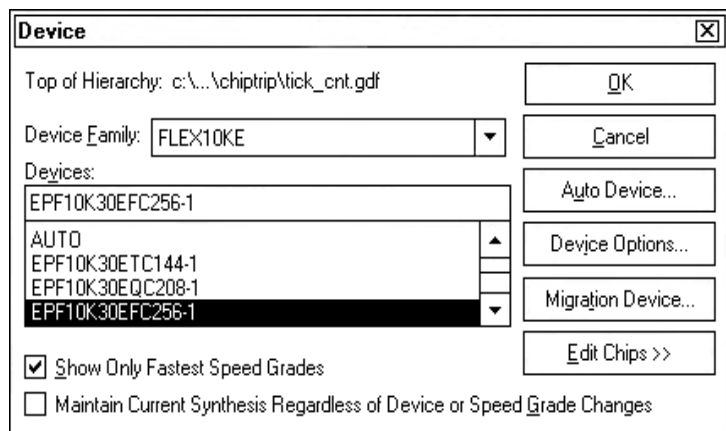 Device
Top of Hierarchy: c:\...\chiptrip\tick_cnt.gdf
OK
Device Family: FLEX10KE
Cancel
Devices:
EPF10K30EFC256-1
Auto Device...
AUTO
EPF10K30ETC144-1
EPF10K30EQC208-1
EPF10K30EFC256-1
Device Options...
Migration Device...
Edit Chips >>
Show Only Fastest Speed Grades
Maintain Current Synthesis Regardless of Device or Speed Grade Changes